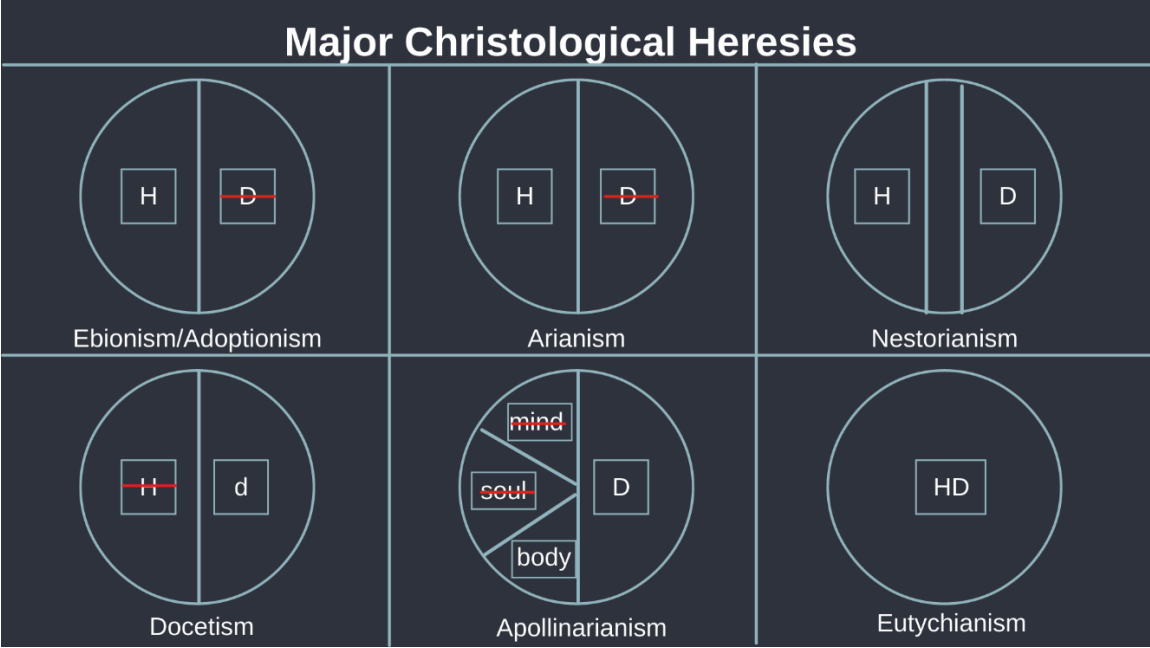 Major Christological Heresies
H D
Ebionism/Adoptionism
H D
Arianism
H D
Nestorianism
H d
Docetism
mind
soul
D
body
Apollinarianism
HD
Eutychianism